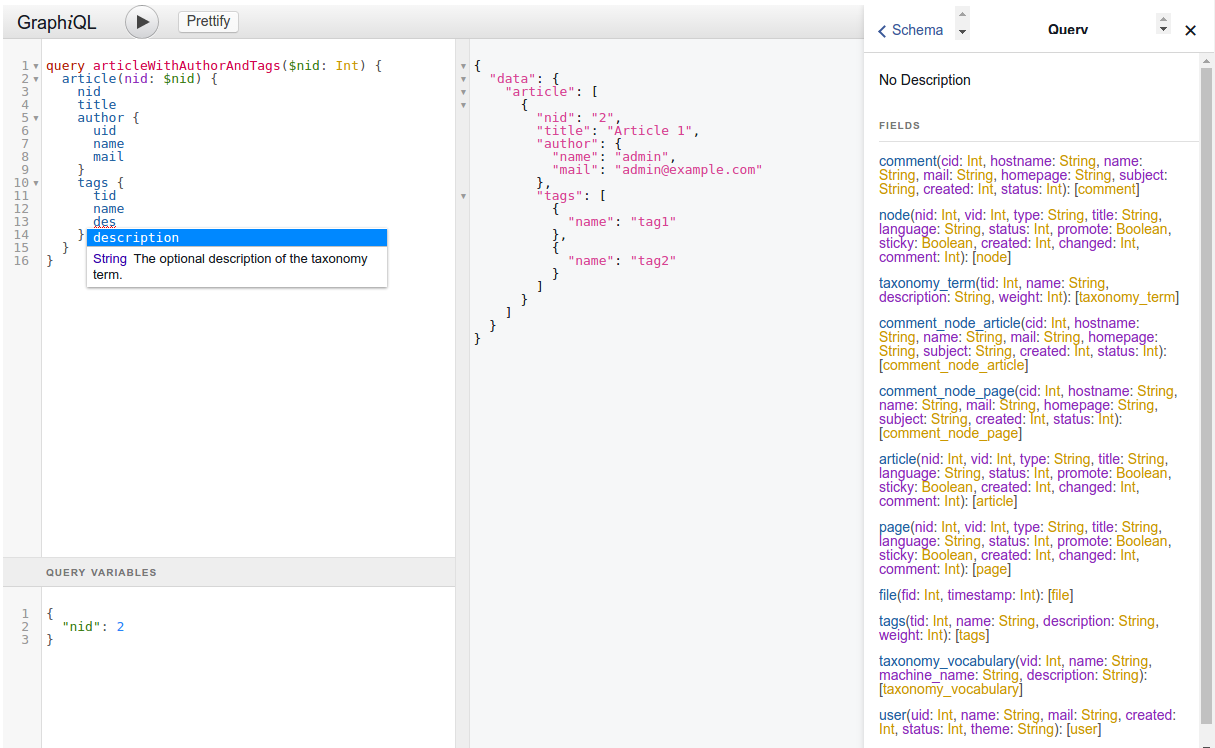 GraphiQL
Prettify
1 query articleWithAuthorAndTags($nid: Int) {
2 article(nid: $nid) {
3 nid
4 title
5 author {
6 uid
7 name
8 mail
9 }
10 tags {
11 tid
12 name
13 des
14 }
15 }
16 }
description
String The optional description of the taxonomy
term.
QUERY VARIABLES
1 {
2 "nid": 2
3 }
{
"data": {
"article": [
{
"nid": "2",
"title": "Article 1",
"author": {
"name": "admin",
"mail": "admin@example.com"
},
"tags": [
{
"name": "tag1"
},
{
"name": "tag2"
}
]
}
]
}
}
Schema
Query
No Description
FIELDS
comment(cid: Int, hostname: String, name:
String, mail: String, homepage: String, subject:
String, created: Int, status: Int): [comment]
node(nid: Int, vid: Int, type: String, title: String,
language: String, status: Int, promote: Boolean,
sticky: Boolean, created: Int, changed: Int,
comment: Int): [node]
taxonomy_term(tid: Int, name: String,
description: String, weight: Int): [taxonomy_term]
comment_node_article(cid: Int, hostname:
String, name: String, mail: String, homepage:
String, subject: String, created: Int, status: Int):
[comment_node_article]
comment_node_page(cid: Int, hostname: String,
name: String, mail: String, homepage: String,
subject: String, created: Int, status: Int):
[comment_node_page]
article(nid: Int, vid: Int, type: String, title: String,
language: String, status: Int, promote: Boolean,
sticky: Boolean, created: Int, changed: Int,
comment: Int): [article]
page(nid: Int, vid: Int, type: String, title: String,
language: String, status: Int, promote: Boolean,
sticky: Boolean, created: Int, changed: Int,
comment: Int): [page]
file(fid: Int, timestamp: Int): [file]
tags(tid: Int, name: String, description: String,
weight: Int): [tags]
taxonomy_vocabulary(vid: Int, name: String,
machine_name: String, description: String):
[taxonomy_vocabulary]
user(uid: Int, name: String, mail: String, created:
Int, status: Int, theme: String): [user]